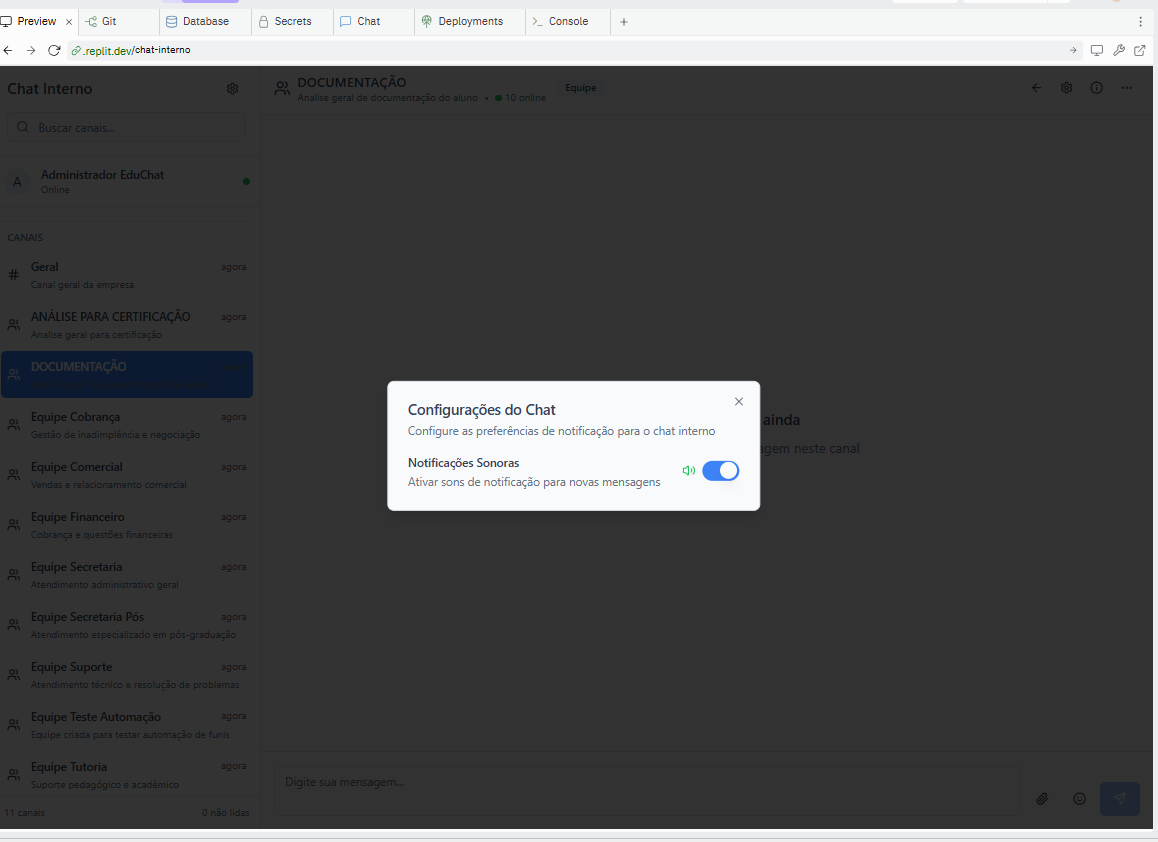 Preview
Git
Database
Secrets
Chat
Deployments
Console
.replit.dev/chat-interno
Chat Interno
Buscar canais...
A
Administrador EduChat
Online
CANAIS
Geral
agora
Canal geral da empresa
ANÁLISE PARA CERTIFICAÇÃO
agora
Analise geral para certificação
DOCUMENTAÇÃO
Equipe Cobrança
agora
Gestão de inadimplência e negociação
Equipe Comercial
agora
Vendas e relacionamento comercial
Equipe Financeiro
agora
Cobrança e questões financeiras
Equipe Secretaria
agora
Atendimento administrativo geral
Equipe Secretaria Pós
agora
Atendimento especializado em pós-graduação
Equipe Suporte
agora
Atendimento técnico e resolução de problemas
Equipe Teste Automação
agora
Equipe criada para testar automação de funis
Equipe Tutoria
agora
Suporte pedagógico e acadêmico
11 canais
0 não lidas
DOCUMENTAÇÃO
Analise geral de documentação do aluno • 10 online
Equipe
ainda
gem neste canal
Configurações do Chat
Configure as preferências de notificação para o chat interno
Notificações Sonoras
Ativar sons de notificação para novas mensagens
Digite sua mensagem...